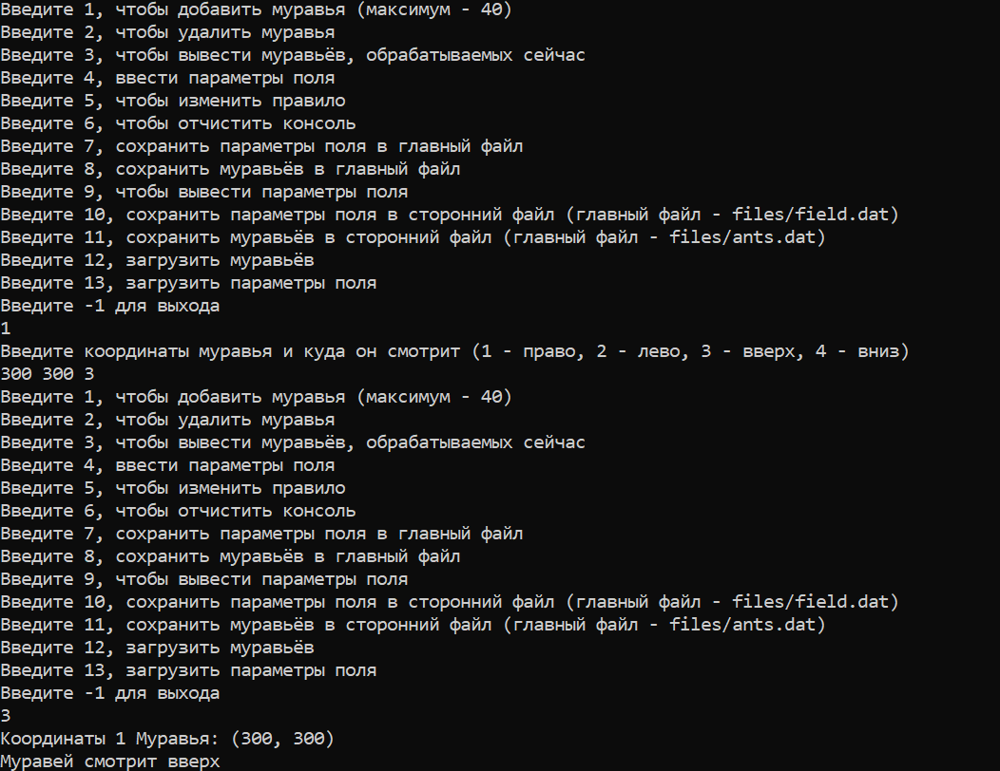 Введите 1, чтобы добавить муравья (максимум - 40)
Введите 2, чтобы удалить муравья
Введите 3, чтобы вывести муравьёв, обрабатываемых сейчас
Введите 4, ввести параметры поля
Введите 5, чтобы изменить правило
Введите 6, чтобы отчистить консоль
Введите 7, сохранить параметры поля в главный файл
Введите 8, сохранить муравьёв в главный файл
Введите 9, чтобы вывести параметры поля
Введите 10, сохранить параметры поля в сторонний файл (главный файл - files/field.dat)
Введите 11, сохранить муравьёв в сторонний файл (главный файл - files/ants.dat)
Введите 12, загрузить муравьёв
Введите 13, загрузить параметры поля
Введите -1 для выхода
1
Введите координаты муравья и куда он смотрит (1 - право, 2 - лево, 3 - вверх, 4 - вниз)
300 300 3
Введите 1, чтобы добавить муравья (максимум - 40)
Введите 2, чтобы удалить муравья
Введите 3, чтобы вывести муравьёв, обрабатываемых сейчас
Введите 4, ввести параметры поля
Введите 5, чтобы изменить правило
Введите 6, чтобы отчистить консоль
Введите 7, сохранить параметры поля в главный файл
Введите 8, сохранить муравьёв в главный файл
Введите 9, чтобы вывести параметры поля
Введите 10, сохранить параметры поля в сторонний файл (главный файл - files/field.dat)
Введите 11, сохранить муравьёв в сторонний файл (главный файл - files/ants.dat)
Введите 12, загрузить муравьёв
Введите 13, загрузить параметры поля
Введите -1 для выхода
3
Координаты 1 Муравья: (300, 300)
Муравей смотрит вверх